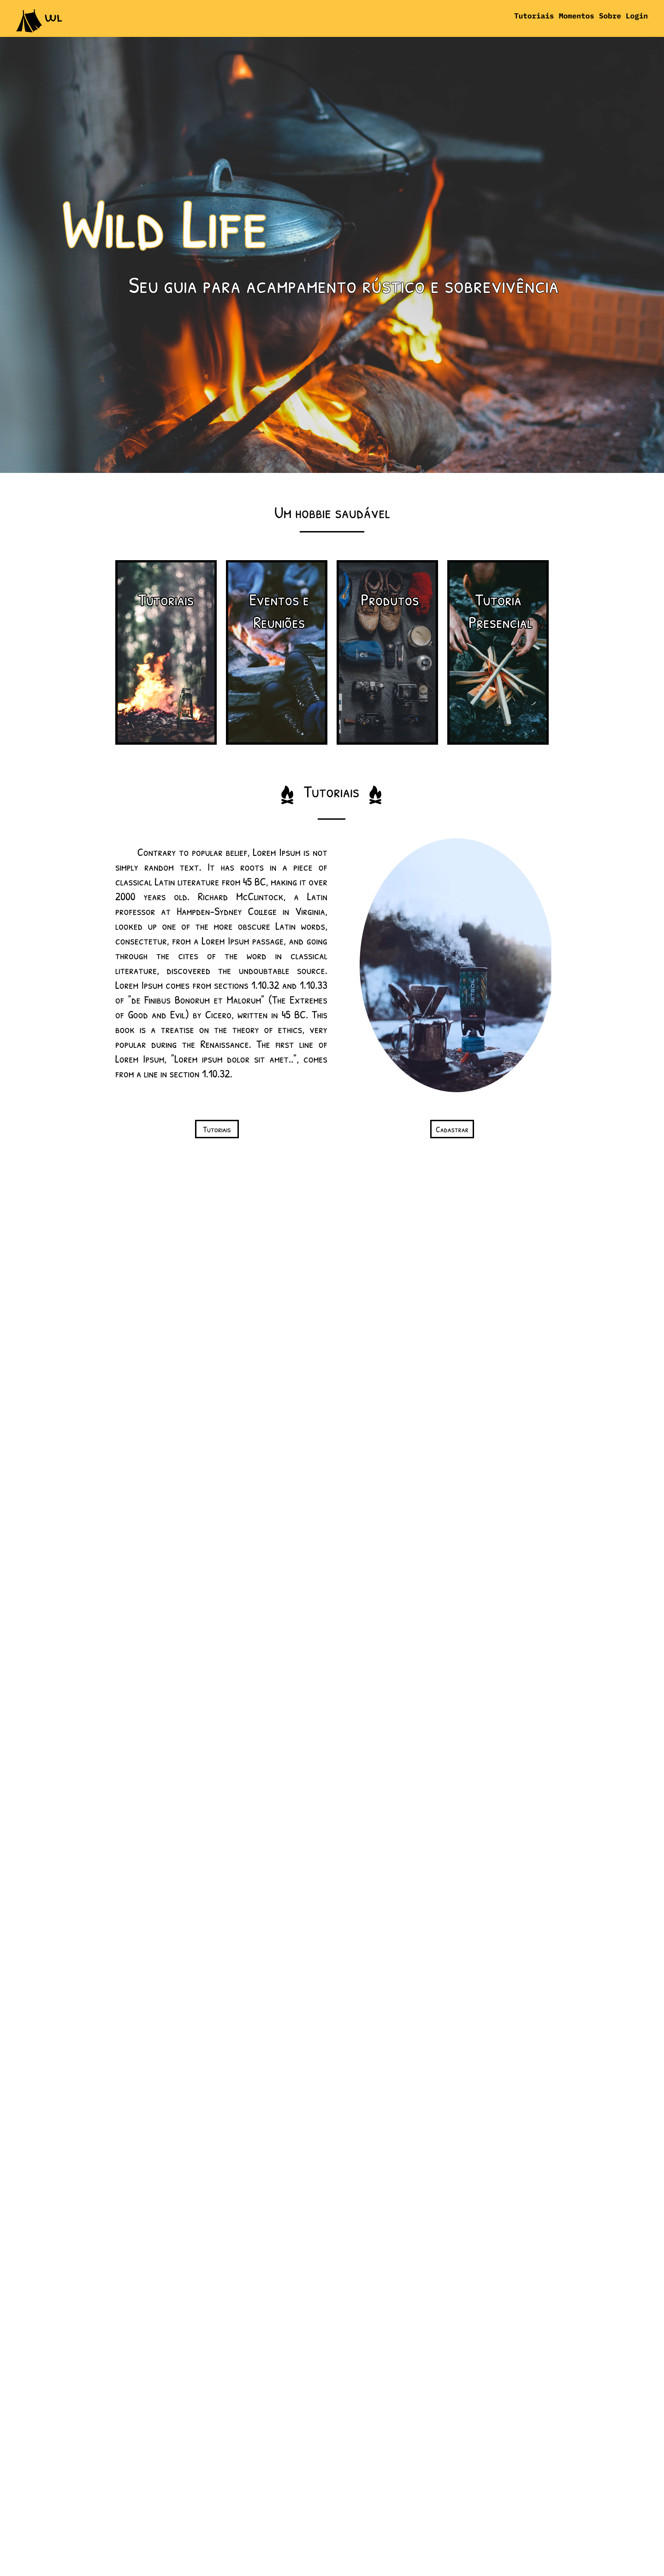 WL
Tutoriais Momentos Sobre Login
Wild Life
Seu guia para acampamento rústico e sobrevivência
Um hobbie saudável
Tutoriais
Eventos e
Reuniões
Produtos
Tutoria
Presencial
Tutoriais
Contrary to popular belief, Lorem Ipsum is not
simply random text. It has roots in a piece of
classical Latin literature from 45 BC, making it over
2000 years old. Richard McClintock, a Latin
professor at Hampden-Sydney College in Virginia,
looked up one of the more obscure Latin words,
consectetur, from a Lorem Ipsum passage, and going
through the cites of the word in classical
literature, discovered the undoubtable source.
Lorem Ipsum comes from sections 1.10.32 and 1.10.33
of "de Finibus Bonorum et Malorum" (The Extremes
of Good and Evil) by Cicero, written in 45 BC. This
book is a treatise on the theory of ethics, very
popular during the Renaissance. The first line of
Lorem Ipsum, "Lorem ipsum dolor sit amet..", comes
from a line in section 1.10.32.
Tutoriais
Cadastrar